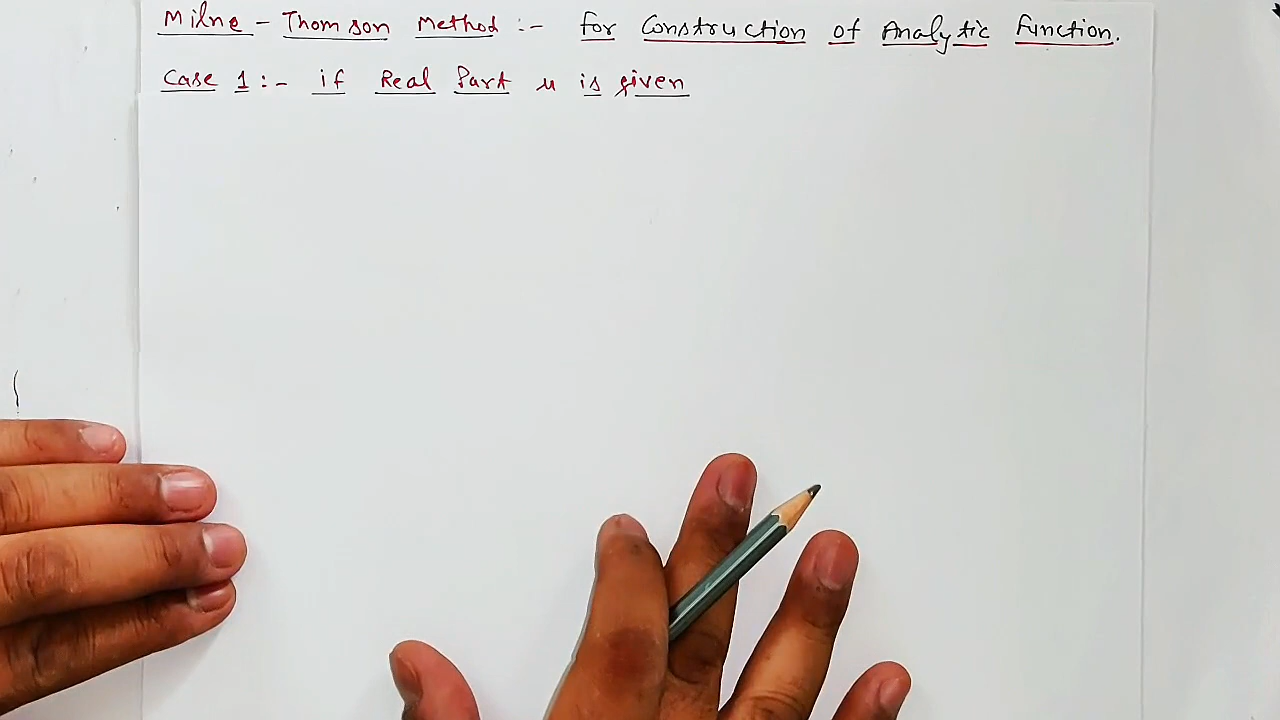 Milne - Thomson Method :- for Construction of Analytic Function.
Case 1 :- if Real Part u is given